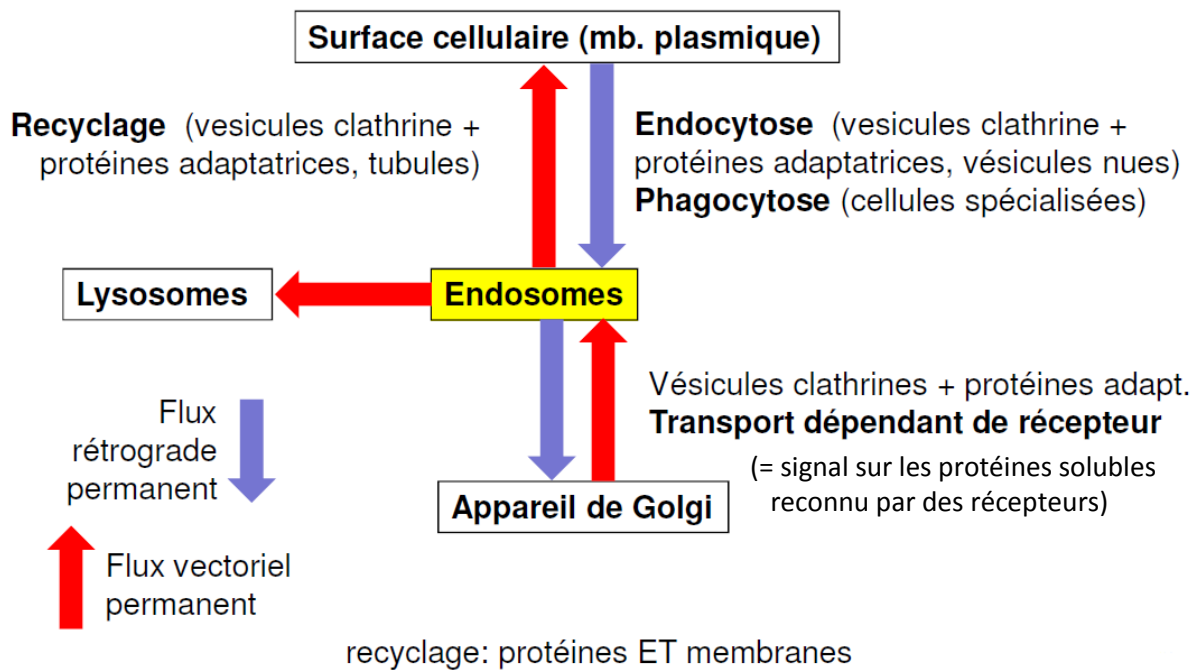 Surface cellulaire (mb. plasmique)
Recyclage (vesicules clathrine +
protéines adaptatrices, tubules)
Endocytose (vesicules clathrine +
protéines adaptatrices, vésicules nues)
Phagocytose (cellules spécialisées)
Lysosomes
Endosomes
Vésicules clathrines + protéines adapt.
Transport dépendant de récepteur
(= signal sur les protéines solubles
reconnu par des récepteurs)
Flux
rétrograde
permanent
Appareil de Golgi
Flux vectoriel
permanent
recyclage: protéines ET membranes